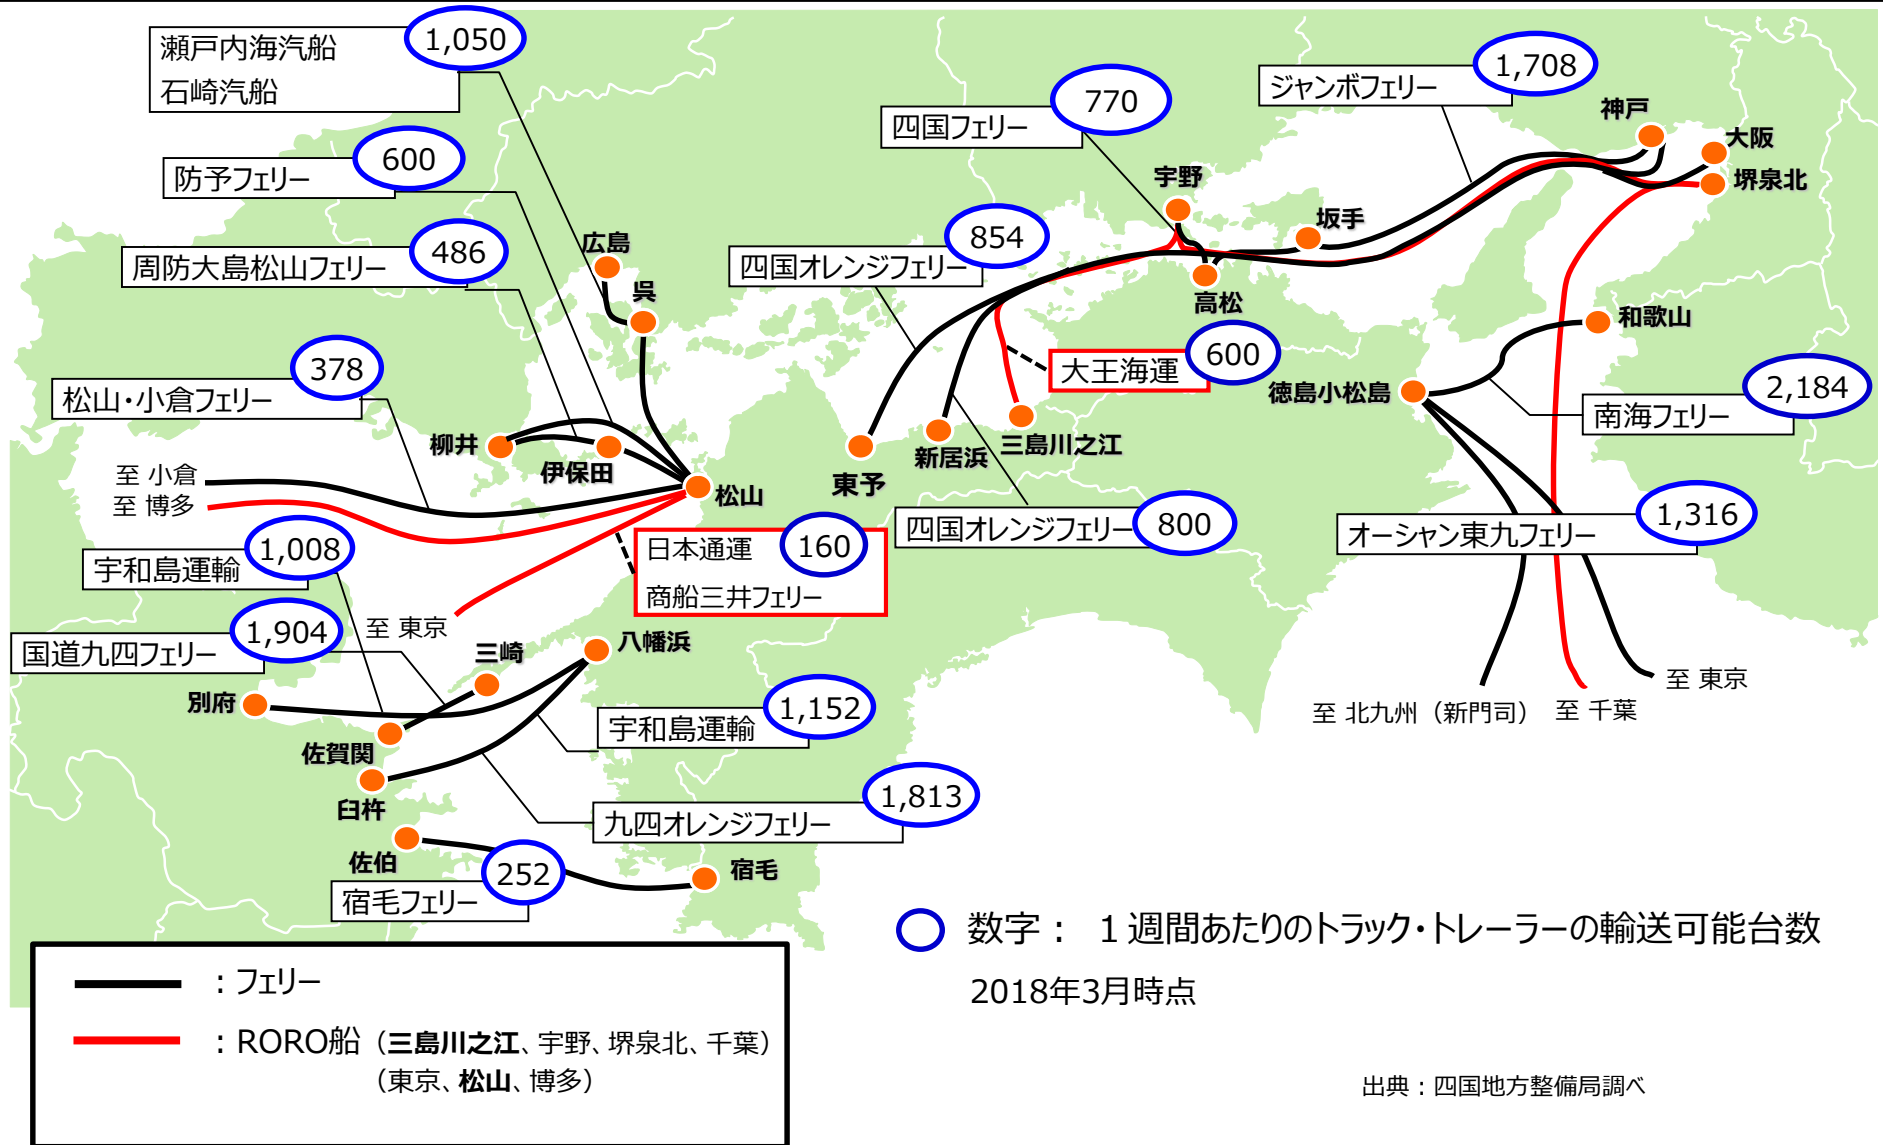 瀬戸内海汽船
石崎汽船
1,050
防予フェリー
600
周防大島松山フェリー
486
松山・小倉フェリー
378
至 小倉
至 博多
宇和島運輸
1,008
国道九四フェリー
1,904
別府
佐賀関
臼杵
佐伯
宿毛フェリー
252
宿毛
三崎
八幡浜
至 東京
宇和島運輸
1,152
九四オレンジフェリー
1,813
広島
呉
柳井
伊保田
松山
日本通運
160
商船三井フェリー
四国オレンジフェリー
854
四国フェリー
770
宇野
高松
坂手
大王海運
600
東予
新居浜
三島川之江
四国オレンジフェリー
800
ジャンボフェリー
1,708
神戸
大阪
堺泉北
和歌山
徳島小松島
南海フェリー
2,184
オーシャン東九フェリー
1,316
至 北九州（新門司）
至 千葉
至 東京
数字： １週間あたりのトラック・トレーラーの輸送可能台数
2018年3月時点
：フェリー
：RORO船（三島川之江、宇野、堺泉北、千葉）
（東京、松山、博多）
出典：四国地方整備局調べ